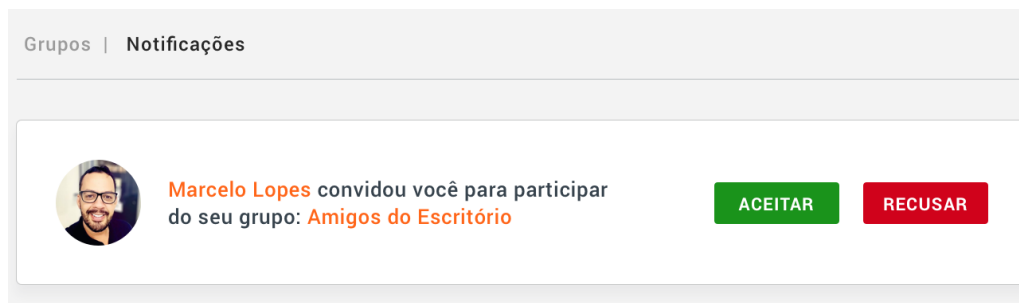 Grupos | Notificações
Marcelo Lopes convidou você para participar
do seu grupo: Amigos do Escritório
ACEITAR
RECUSAR